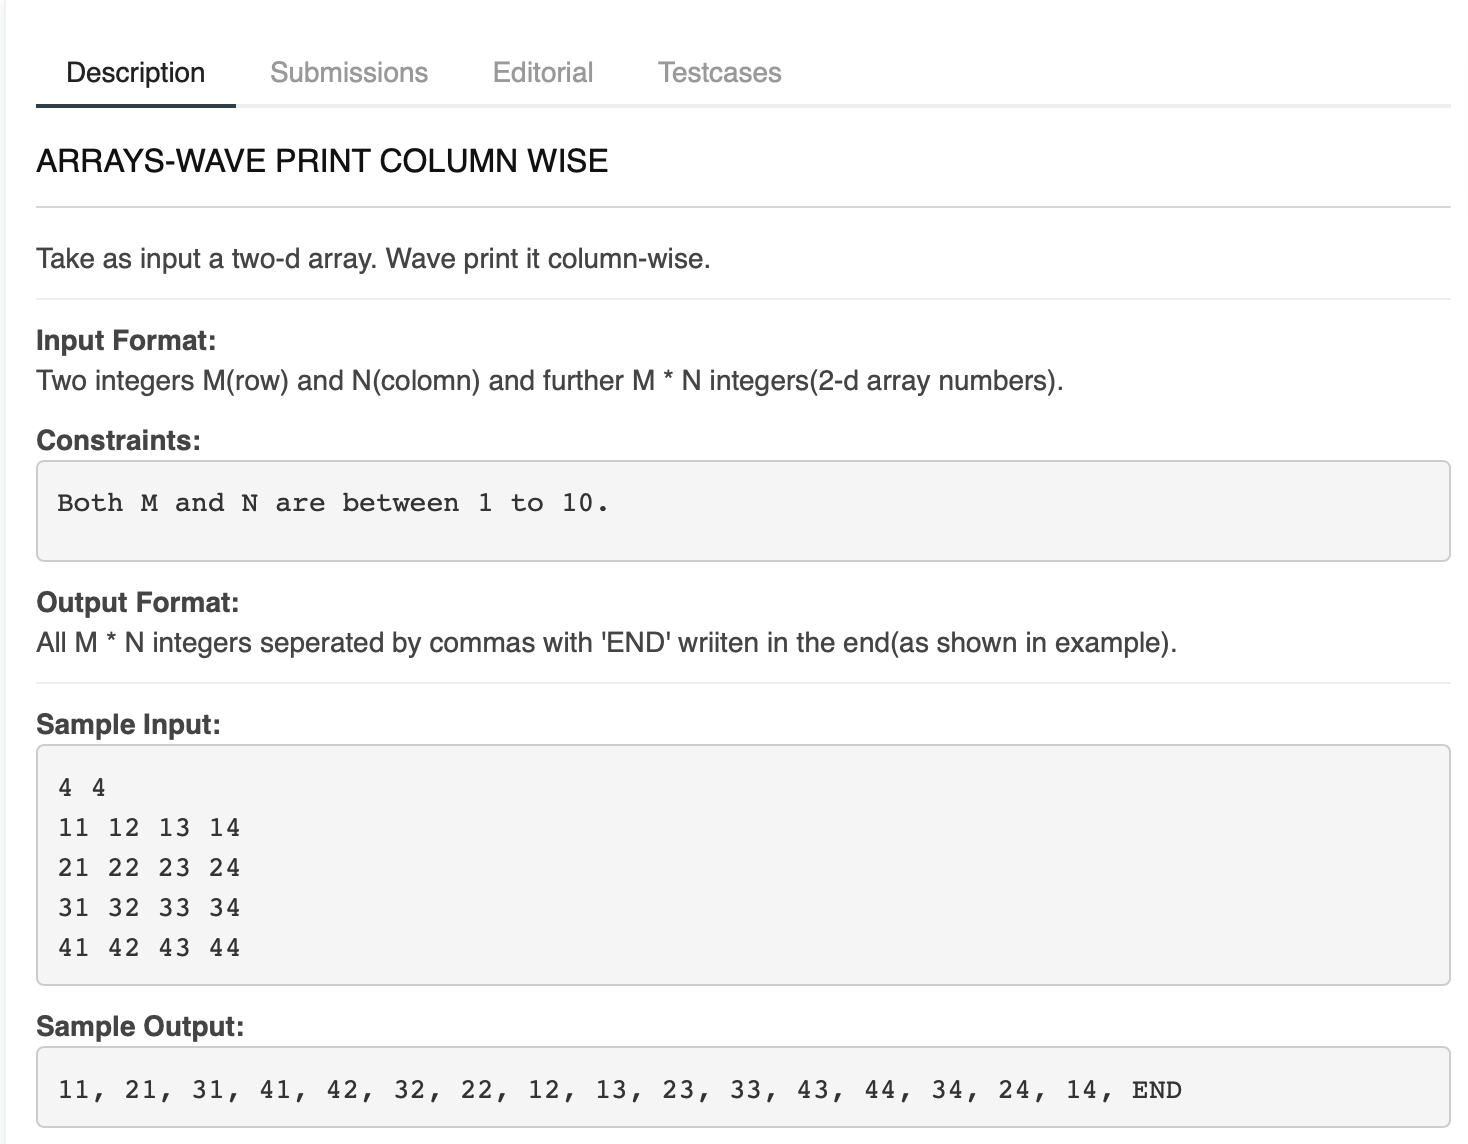 Description Submissions Editorial Testcases
ARRAYS-WAVE PRINT COLUMN WISE
Take as input a two-d array. Wave print it column-wise.
Input Format:
Two integers M(row) and N(colomn) and further M * N integers(2-d array numbers).
Constraints:
Both M and N are between 1 to 10.
Output Format:
All M * N integers seperated by commas with 'END' wriiten in the end(as shown in example).
Sample Input:
4 4
11 12 13 14
21 22 23 24
31 32 33 34
41 42 43 44
Sample Output:
11, 21, 31, 41, 42, 32, 22, 12, 13, 23, 33, 43, 44, 34, 24, 14, END